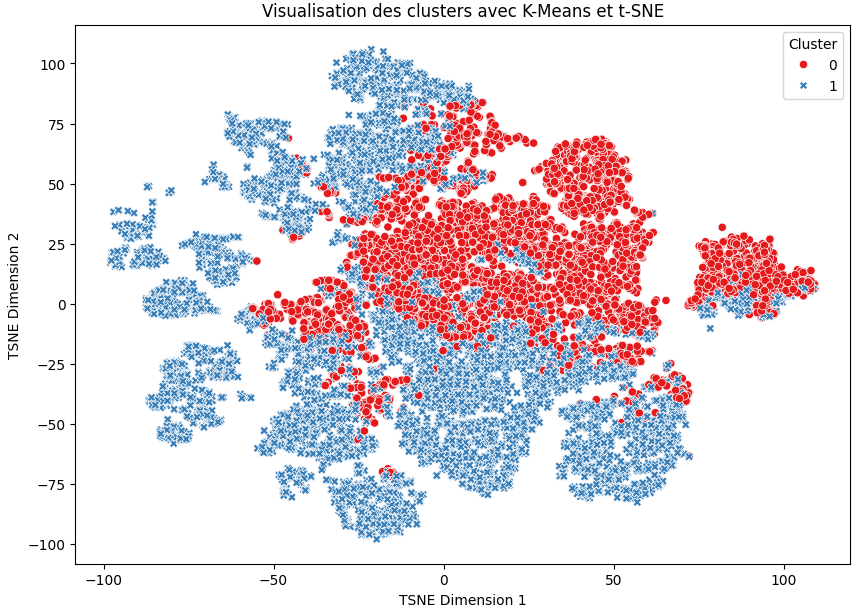 Visualisation des clusters avec K-Means et t-SNE
Cluster
0
1
100
75
50
25
0
−25
−50
−75
−100
TSNE Dimension 2
−100 −50 0 50 100
TSNE Dimension 1